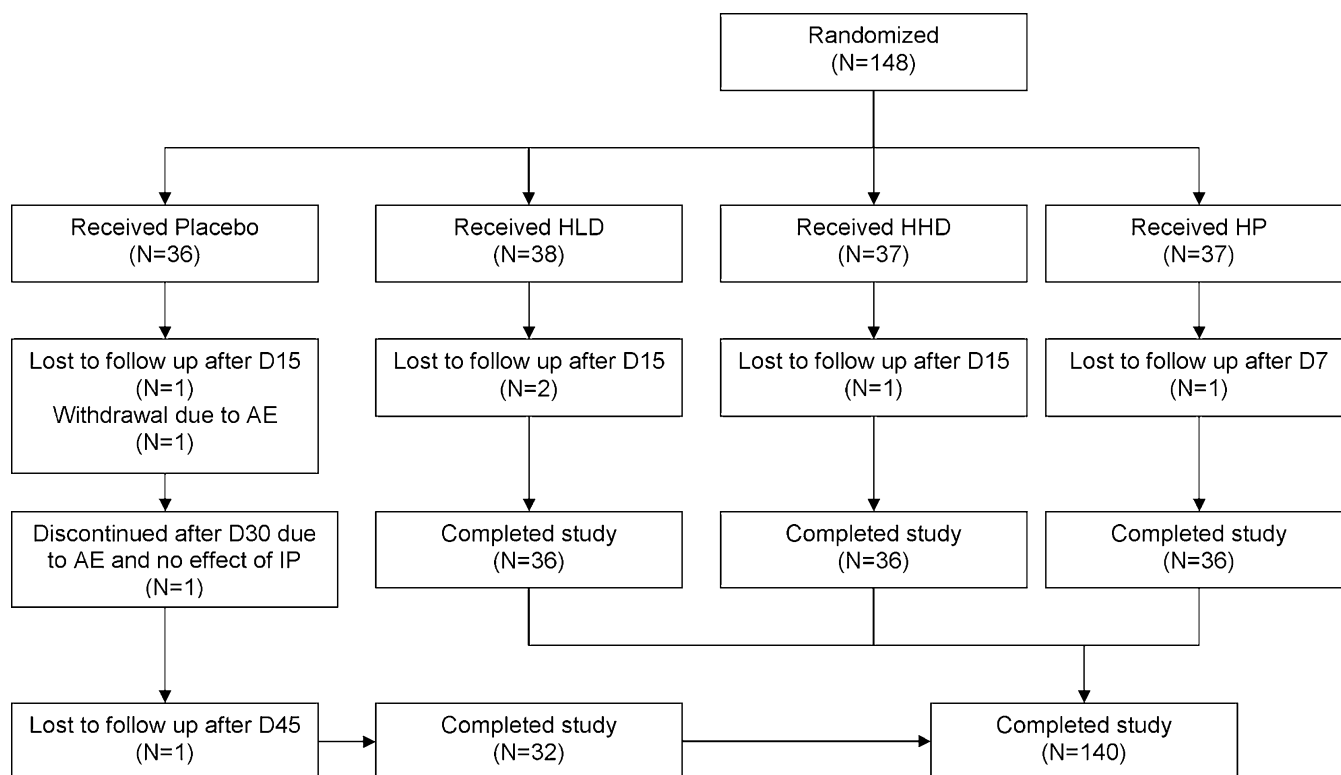 Randomized
(N=148)
Received Placebo
(N=36)
Received HLD
(N=38)
Received HHD
(N=37)
Received HP
(N=37)
Lost to follow up after D15
(N=1)
Withdrawal due to AE
(N=1)
Lost to follow up after D15
(N=2)
Lost to follow up after D15
(N=1)
Lost to follow up after D7
(N=1)
Discontinued after D30 due
to AE and no effect of IP
(N=1)
Completed study
(N=36)
Completed study
(N=36)
Completed study
(N=36)
Lost to follow up after D45
(N=1)
Completed study
(N=32)
Completed study
(N=140)